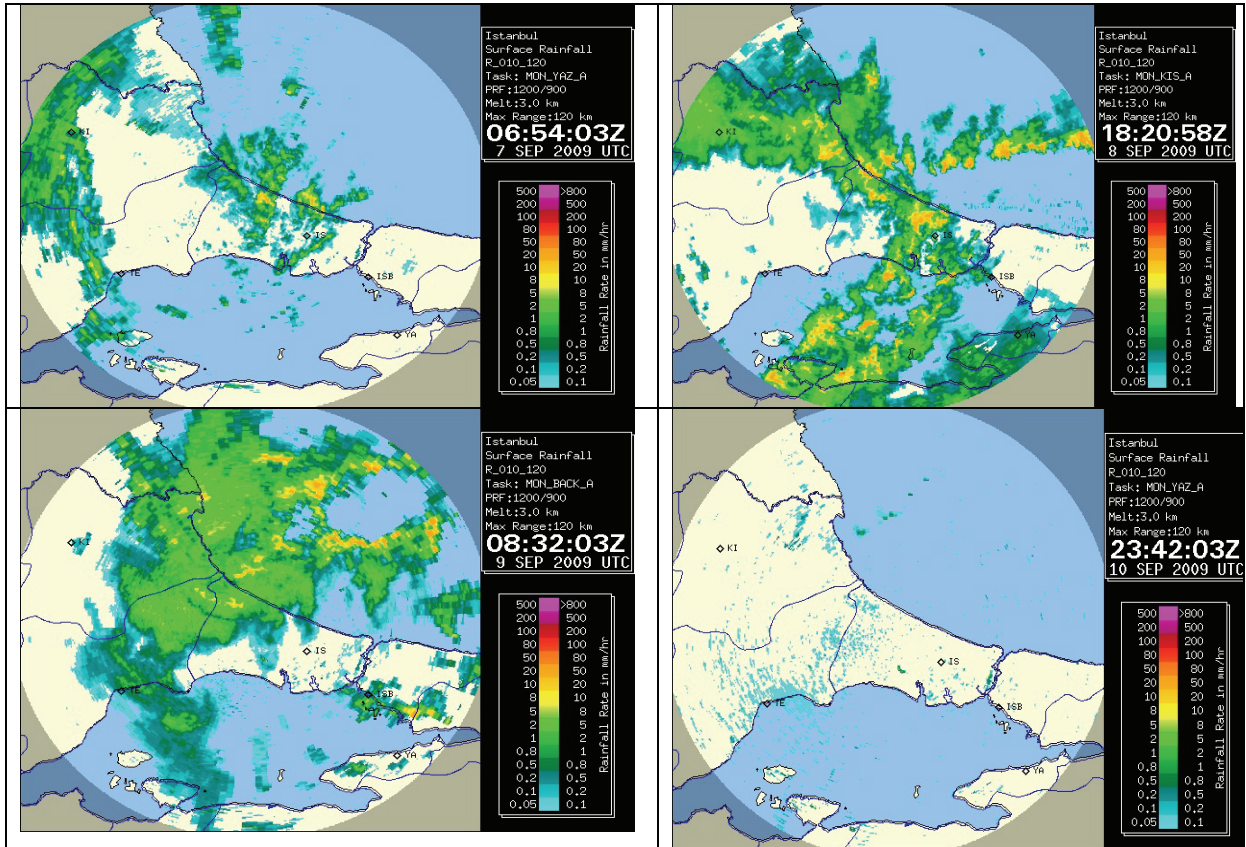 Istanbul
Surface Rainfall
R_010_120
Task: MON_YAZ_A
PRF:1200/900
Melt:3.0 km
Max Range:120 km
06:54:03Z
7 SEP 2009 UTC
500 >800
200 500
100 200
80 100
50 80
20 50
10 20
8 10
5 8
2 5
1 2
0.8 1
0.5 0.8
0.2 0.5
0.1 0.2
0.05 0.1
Rainfall Rate in mm/hr
KI
IS
TE
ISB
YA
Istanbul
Surface Rainfall
R_010_120
Task: MON_KIS_A
PRF:1200/900
Melt:3.0 km
Max Range:120 km
18:20:58Z
8 SEP 2009 UTC
500 >800
200 500
100 200
80 100
50 80
20 50
10 20
8 10
5 8
2 5
1 2
0.8 1
0.5 0.8
0.2 0.5
0.1 0.2
0.05 0.1
Rainfall Rate in mm/hr
KI
IS
TE
ISB
YA
Istanbul
Surface Rainfall
R_010_120
Task: MON_BACK_A
PRF:1200/900
Melt:3.0 km
Max Range:120 km
08:32:03Z
9 SEP 2009 UTC
500 >800
200 500
100 200
80 100
50 80
20 50
10 20
8 10
5 8
2 5
1 2
0.8 1
0.5 0.8
0.2 0.5
0.1 0.2
0.05 0.1
Rainfall Rate in mm/hr
KI
IS
TE
ISB
YA
Istanbul
Surface Rainfall
R_010_120
Task: MON_YAZ_A
PRF:1200/900
Melt:3.0 km
Max Range:120 km
23:42:03Z
10 SEP 2009 UTC
500 >800
200 500
100 200
80 100
50 80
20 50
10 20
8 10
5 8
2 5
1 2
0.8 1
0.5 0.8
0.2 0.5
0.1 0.2
0.05 0.1
Rainfall Rate in mm/hr
KI
IS
TE
ISB
YA